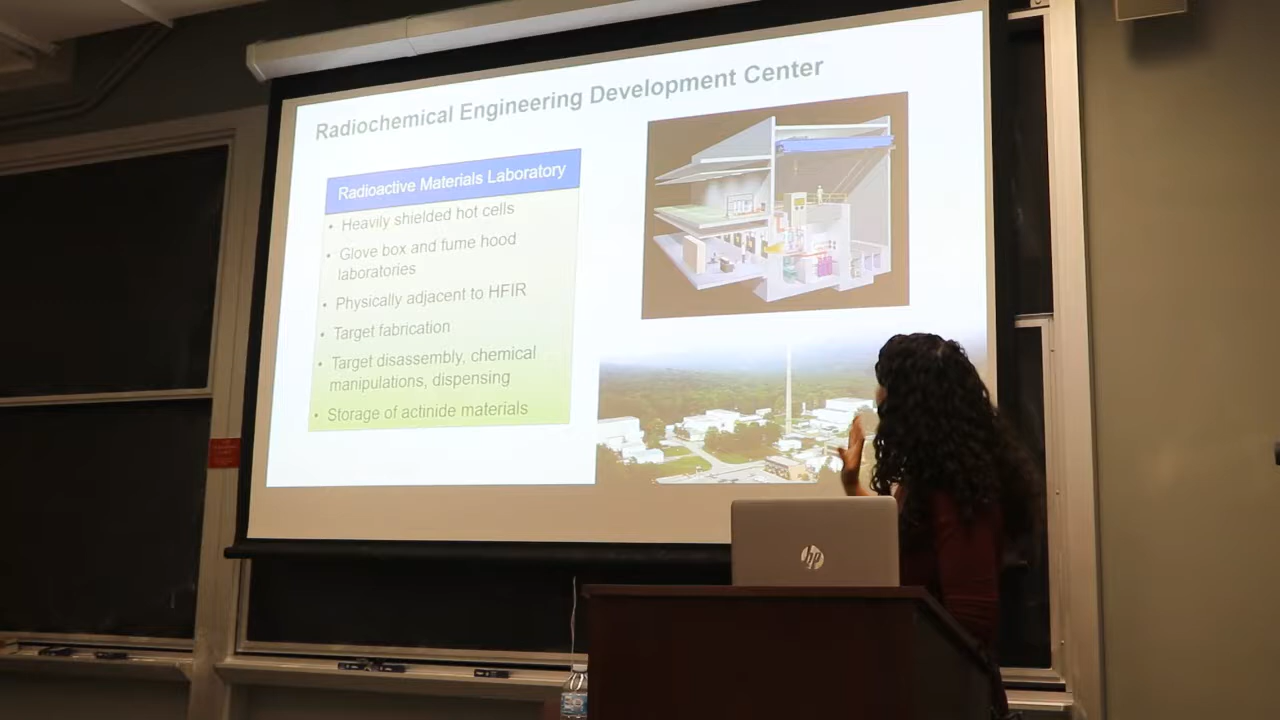 Radiochemical Engineering Development Center
Radioactive Materials Laboratory
• Heavily shielded hot cells
• Glove box and fume hood
laboratories
• Physically adjacent to HFIR
• Target fabrication
• Target disassembly, chemical
manipulations, dispensing
• Storage of actinide materials
hp